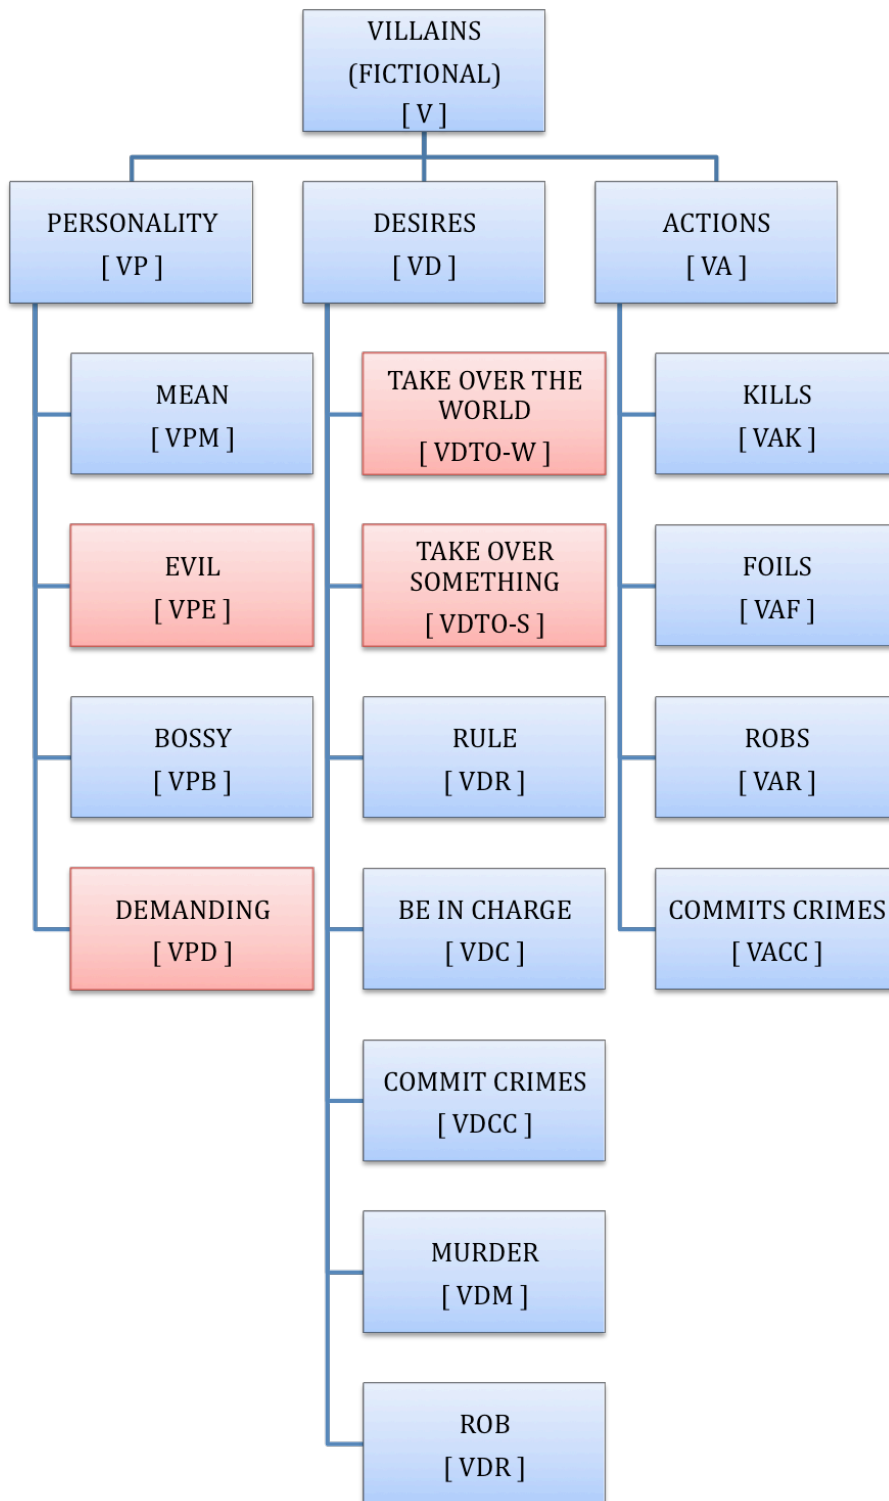 VILLAINS
(FICTIONAL)
[ V ]
PERSONALITY
[ VP ]
DESIRES
[ VD ]
ACTIONS
[ VA ]
MEAN
[ VPM ]
EVIL
[ VPE ]
BOSSY
[ VPB ]
DEMANDING
[ VPD ]
TAKE OVER THE
WORLD
[ VDTO-W ]
TAKE OVER
SOMETHING
[ VDTO-S ]
RULE
[ VDR ]
BE IN CHARGE
[ VDC ]
COMMIT CRIMES
[ VDCC ]
MURDER
[ VDM ]
ROB
[ VDR ]
KILLS
[ VAK ]
FOILS
[ VAF ]
ROBS
[ VAR ]
COMMITS CRIMES
[ VACC ]